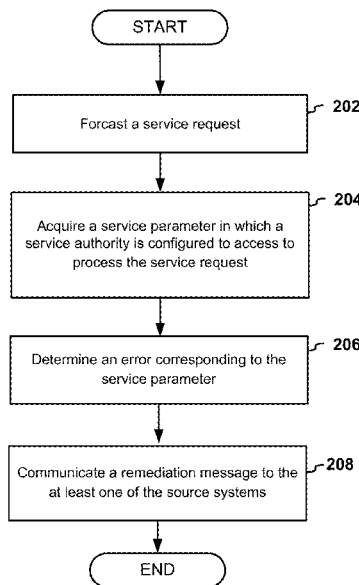 START
Forcast a service request
202
Acquire a service parameter in which a
service authority is configured to access to
process the service request
204
Determine an error corresponding to the
service parameter
206
Communicate a remediation message to the
at least one of the source systems
208
END